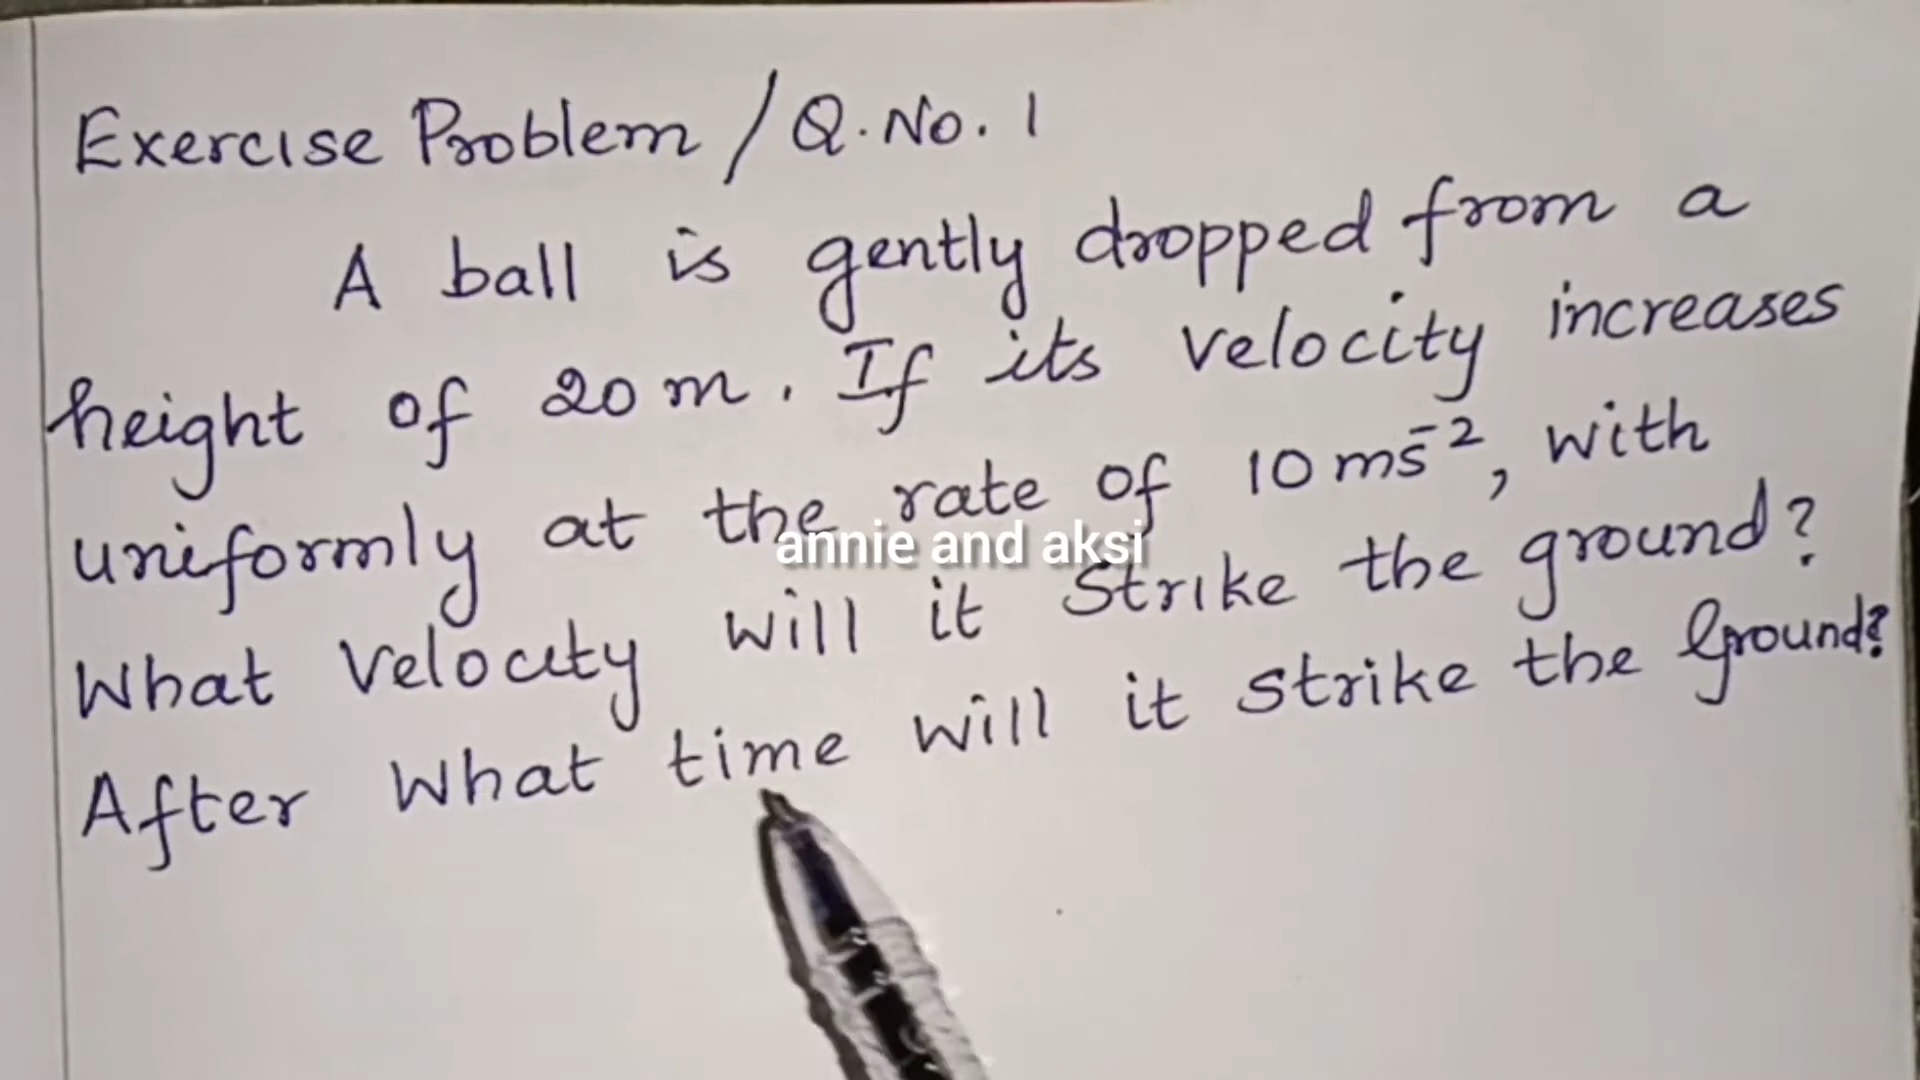 Exercise Problem / Q.No. 1
A ball is gently dropped from a
height of 20 m. If its velocity increases
uniformly at the rate of 10 ms⁻², with
annie and aksi
What velocity will it strike the ground?
After What time will it strike the Ground?